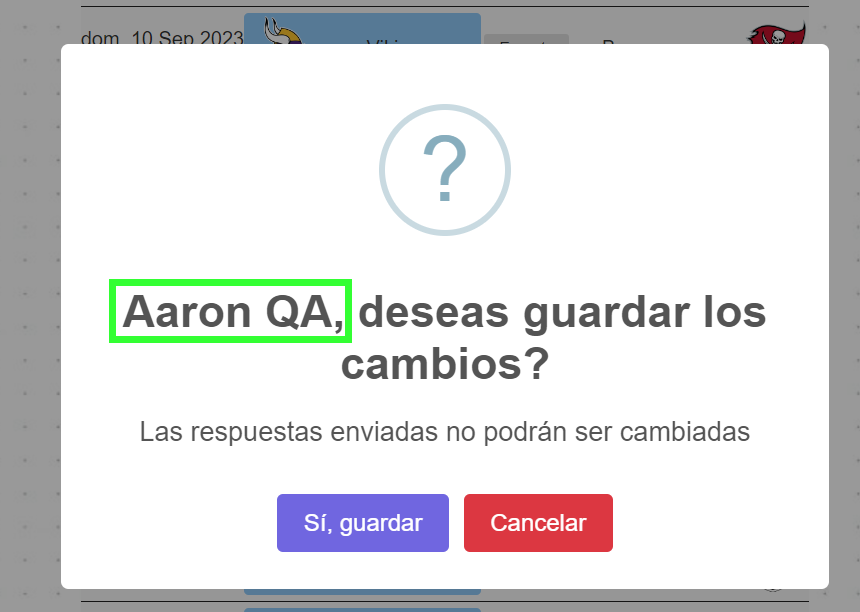 dom, 10 Sep 2023
Aaron QA, deseas guardar los
cambios?
Las respuestas enviadas no podrán ser cambiadas
Sí, guardar
Cancelar